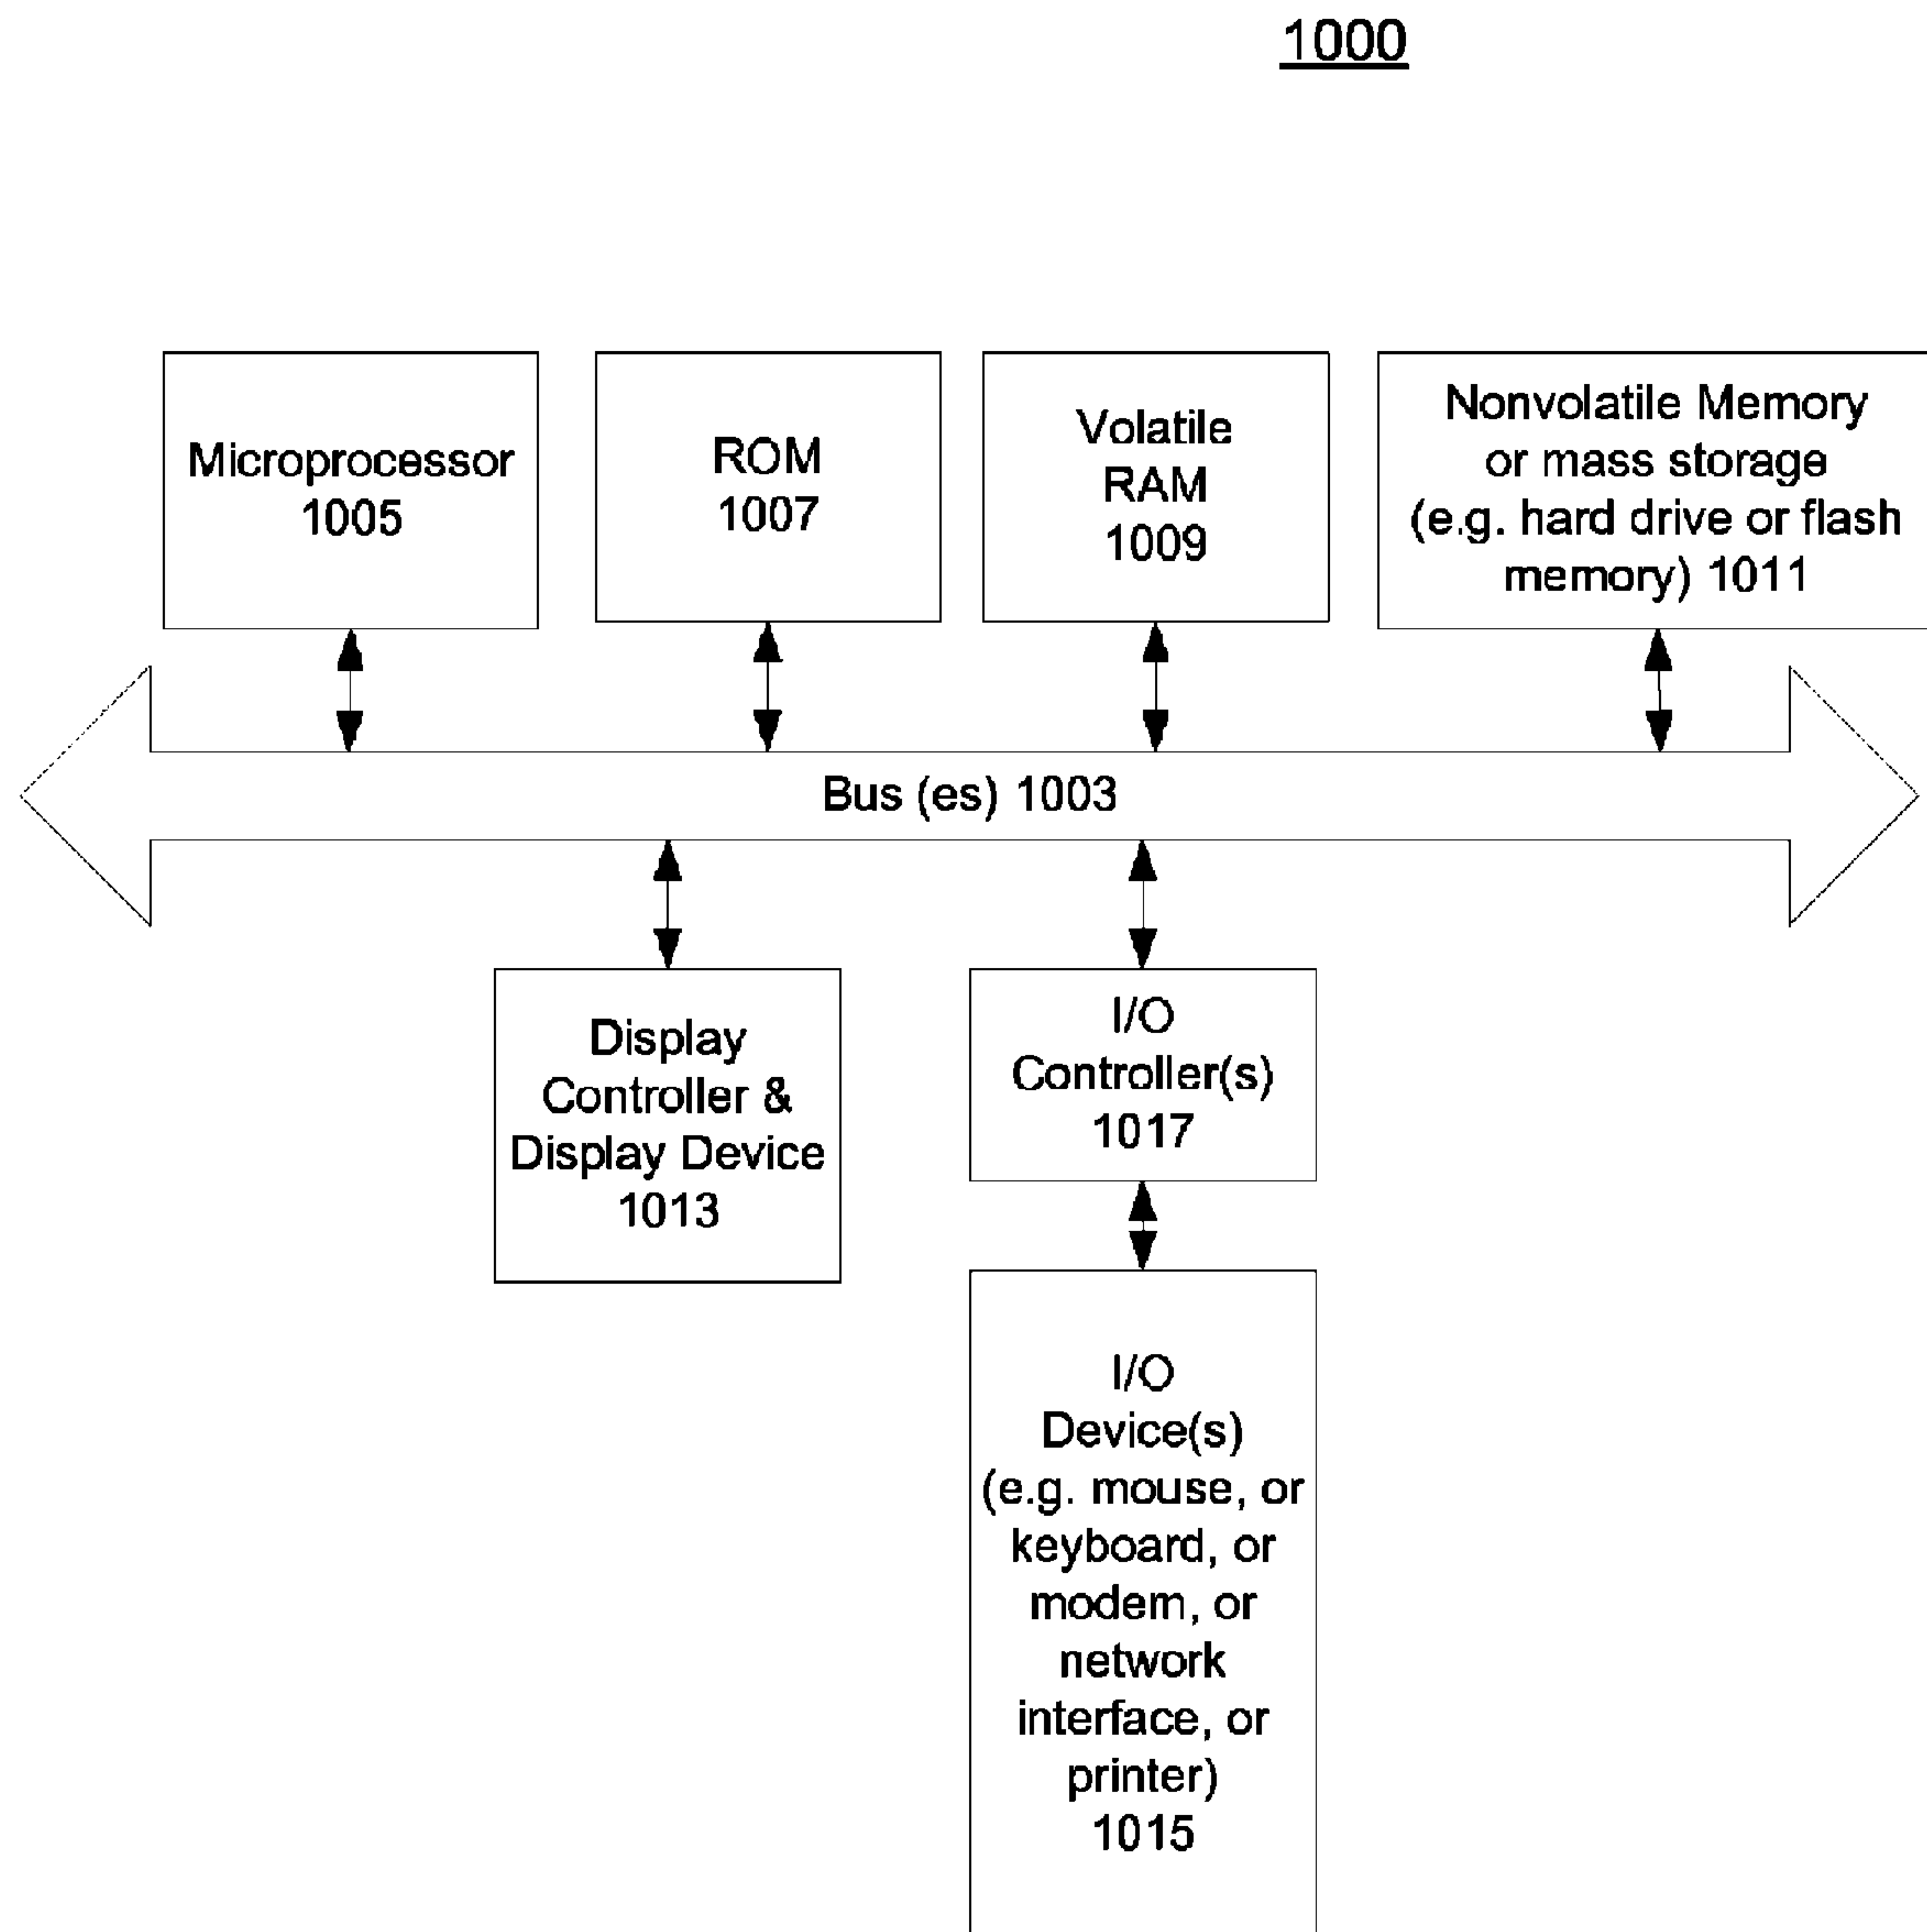 1000
Microprocessor
1005
ROM
1007
Volatile
RAM
1009
Nonvolatile Memory
or mass storage
(e.g. hard drive or flash
memory) 1011
Bus (es) 1003
Display
Controller &
Display Device
1013
I/O
Controller(s)
1017
I/O
Device(s)
(e.g. mouse, or
keyboard, or
modem, or
network
interface, or
printer)
1015